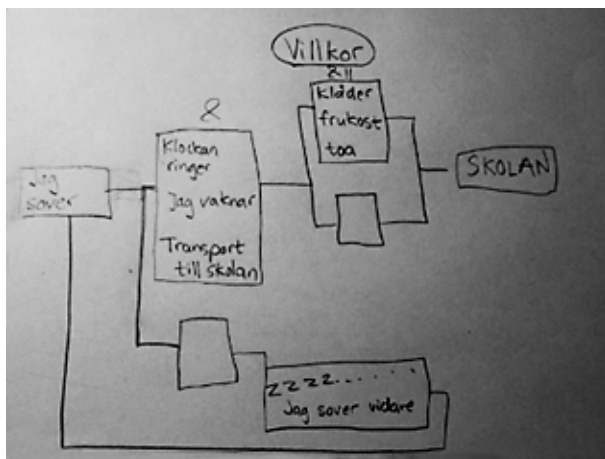 Villkor
& ||
Kläder
frukost
toa
&
Klockan
ringer
Jag vaknar
Transport
till skolan
Jag
sover
SKOLAN
zzzz.......
Jag sover vidare